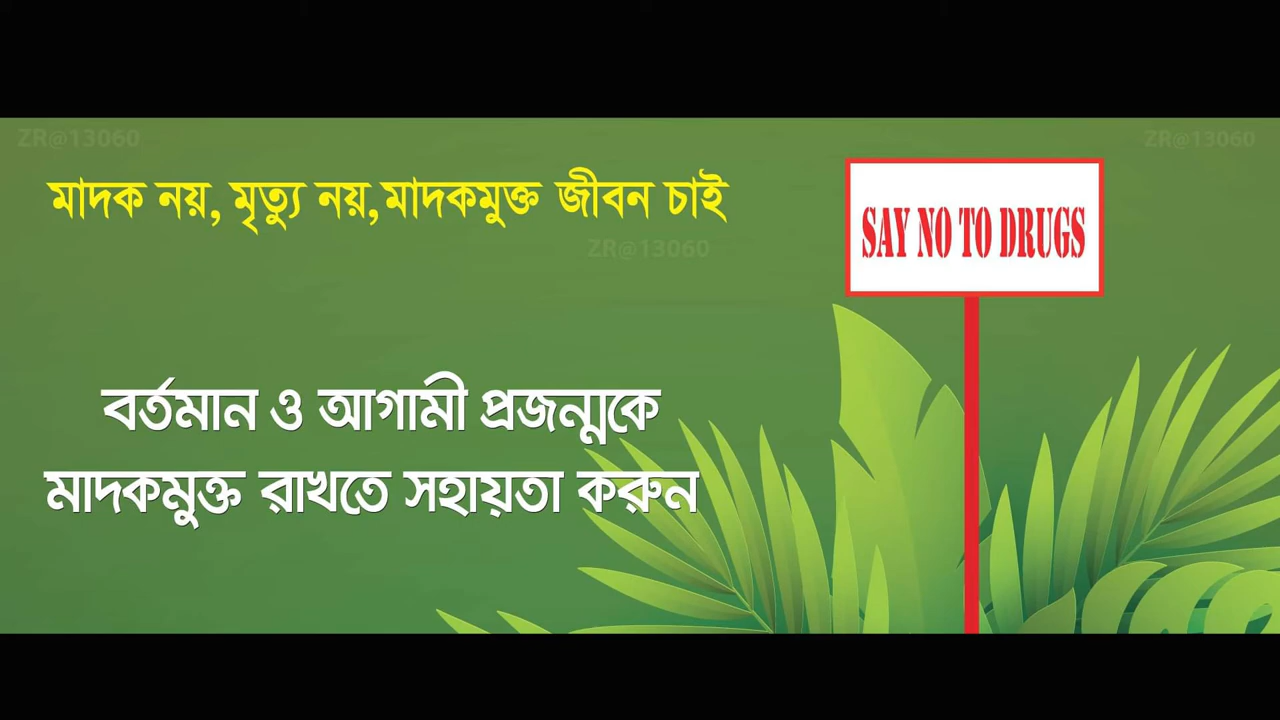 ZR@13060
ZR@13060
মাদক নয়, মৃত্যু নয়,মাদকমুক্ত জীবন চাই
SAY NO TO DRUGS
ZR@13060
বর্তমান ও আগামী প্রজন্মকে
মাদকমুক্ত রাখতে সহায়তা করুন